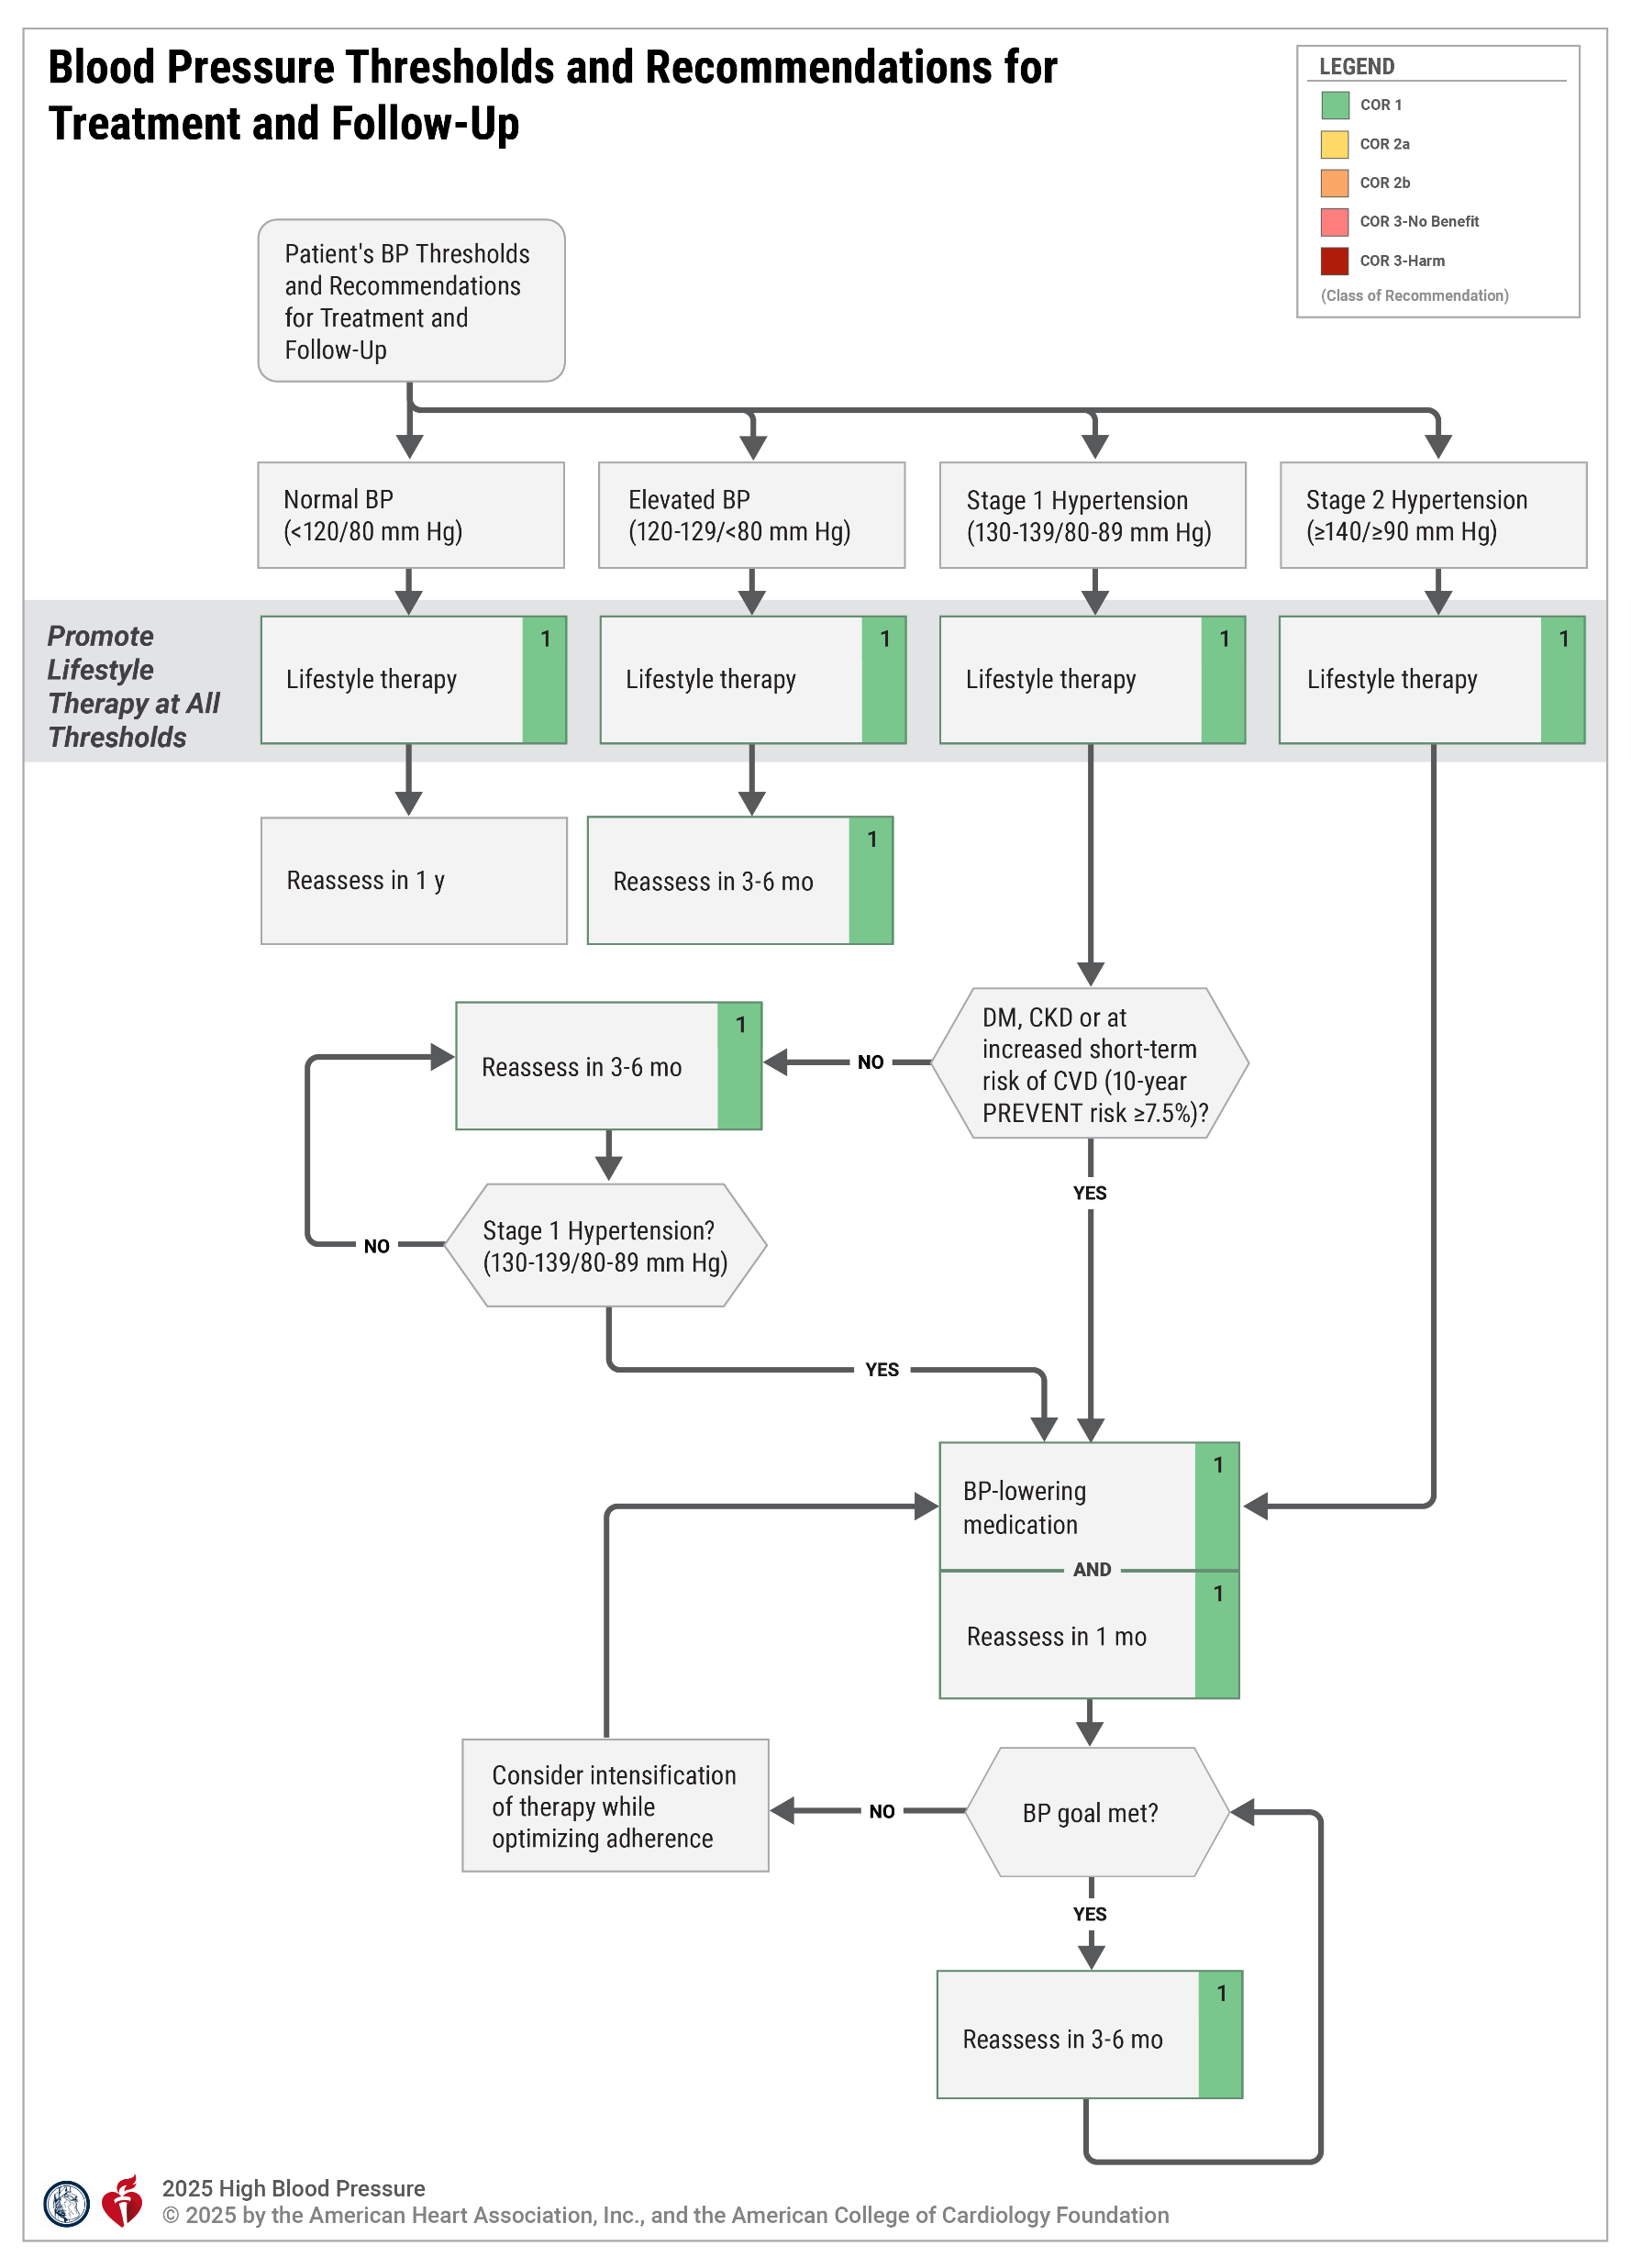 Blood Pressure Thresholds and Recommendations for
Treatment and Follow-Up
LEGEND
COR 1
COR 2a
COR 2b
COR 3-No Benefit
COR 3-Harm
(Class of Recommendation)
Patient's BP Thresholds
and Recommendations
for Treatment and
Follow-Up
Normal BP
(<120/80 mm Hg)
Elevated BP
(120-129/<80 mm Hg)
Stage 1 Hypertension
(130-139/80-89 mm Hg)
Stage 2 Hypertension
(≥140/≥90 mm Hg)
Promote
Lifestyle
Therapy at All
Thresholds
Lifestyle therapy
1
Lifestyle therapy
1
Lifestyle therapy
1
Lifestyle therapy
1
Reassess in 1 y
Reassess in 3-6 mo
1
DM, CKD or at
increased short-term
risk of CVD (10-year
PREVENT risk ≥7.5%)?
NO
Reassess in 3-6 mo
1
YES
Stage 1 Hypertension?
(130-139/80-89 mm Hg)
NO
YES
BP-lowering
medication
1
AND
Reassess in 1 mo
1
BP goal met?
NO
Consider intensification
of therapy while
optimizing adherence
YES
Reassess in 3-6 mo
1
2025 High Blood Pressure
© 2025 by the American Heart Association, Inc., and the American College of Cardiology Foundation